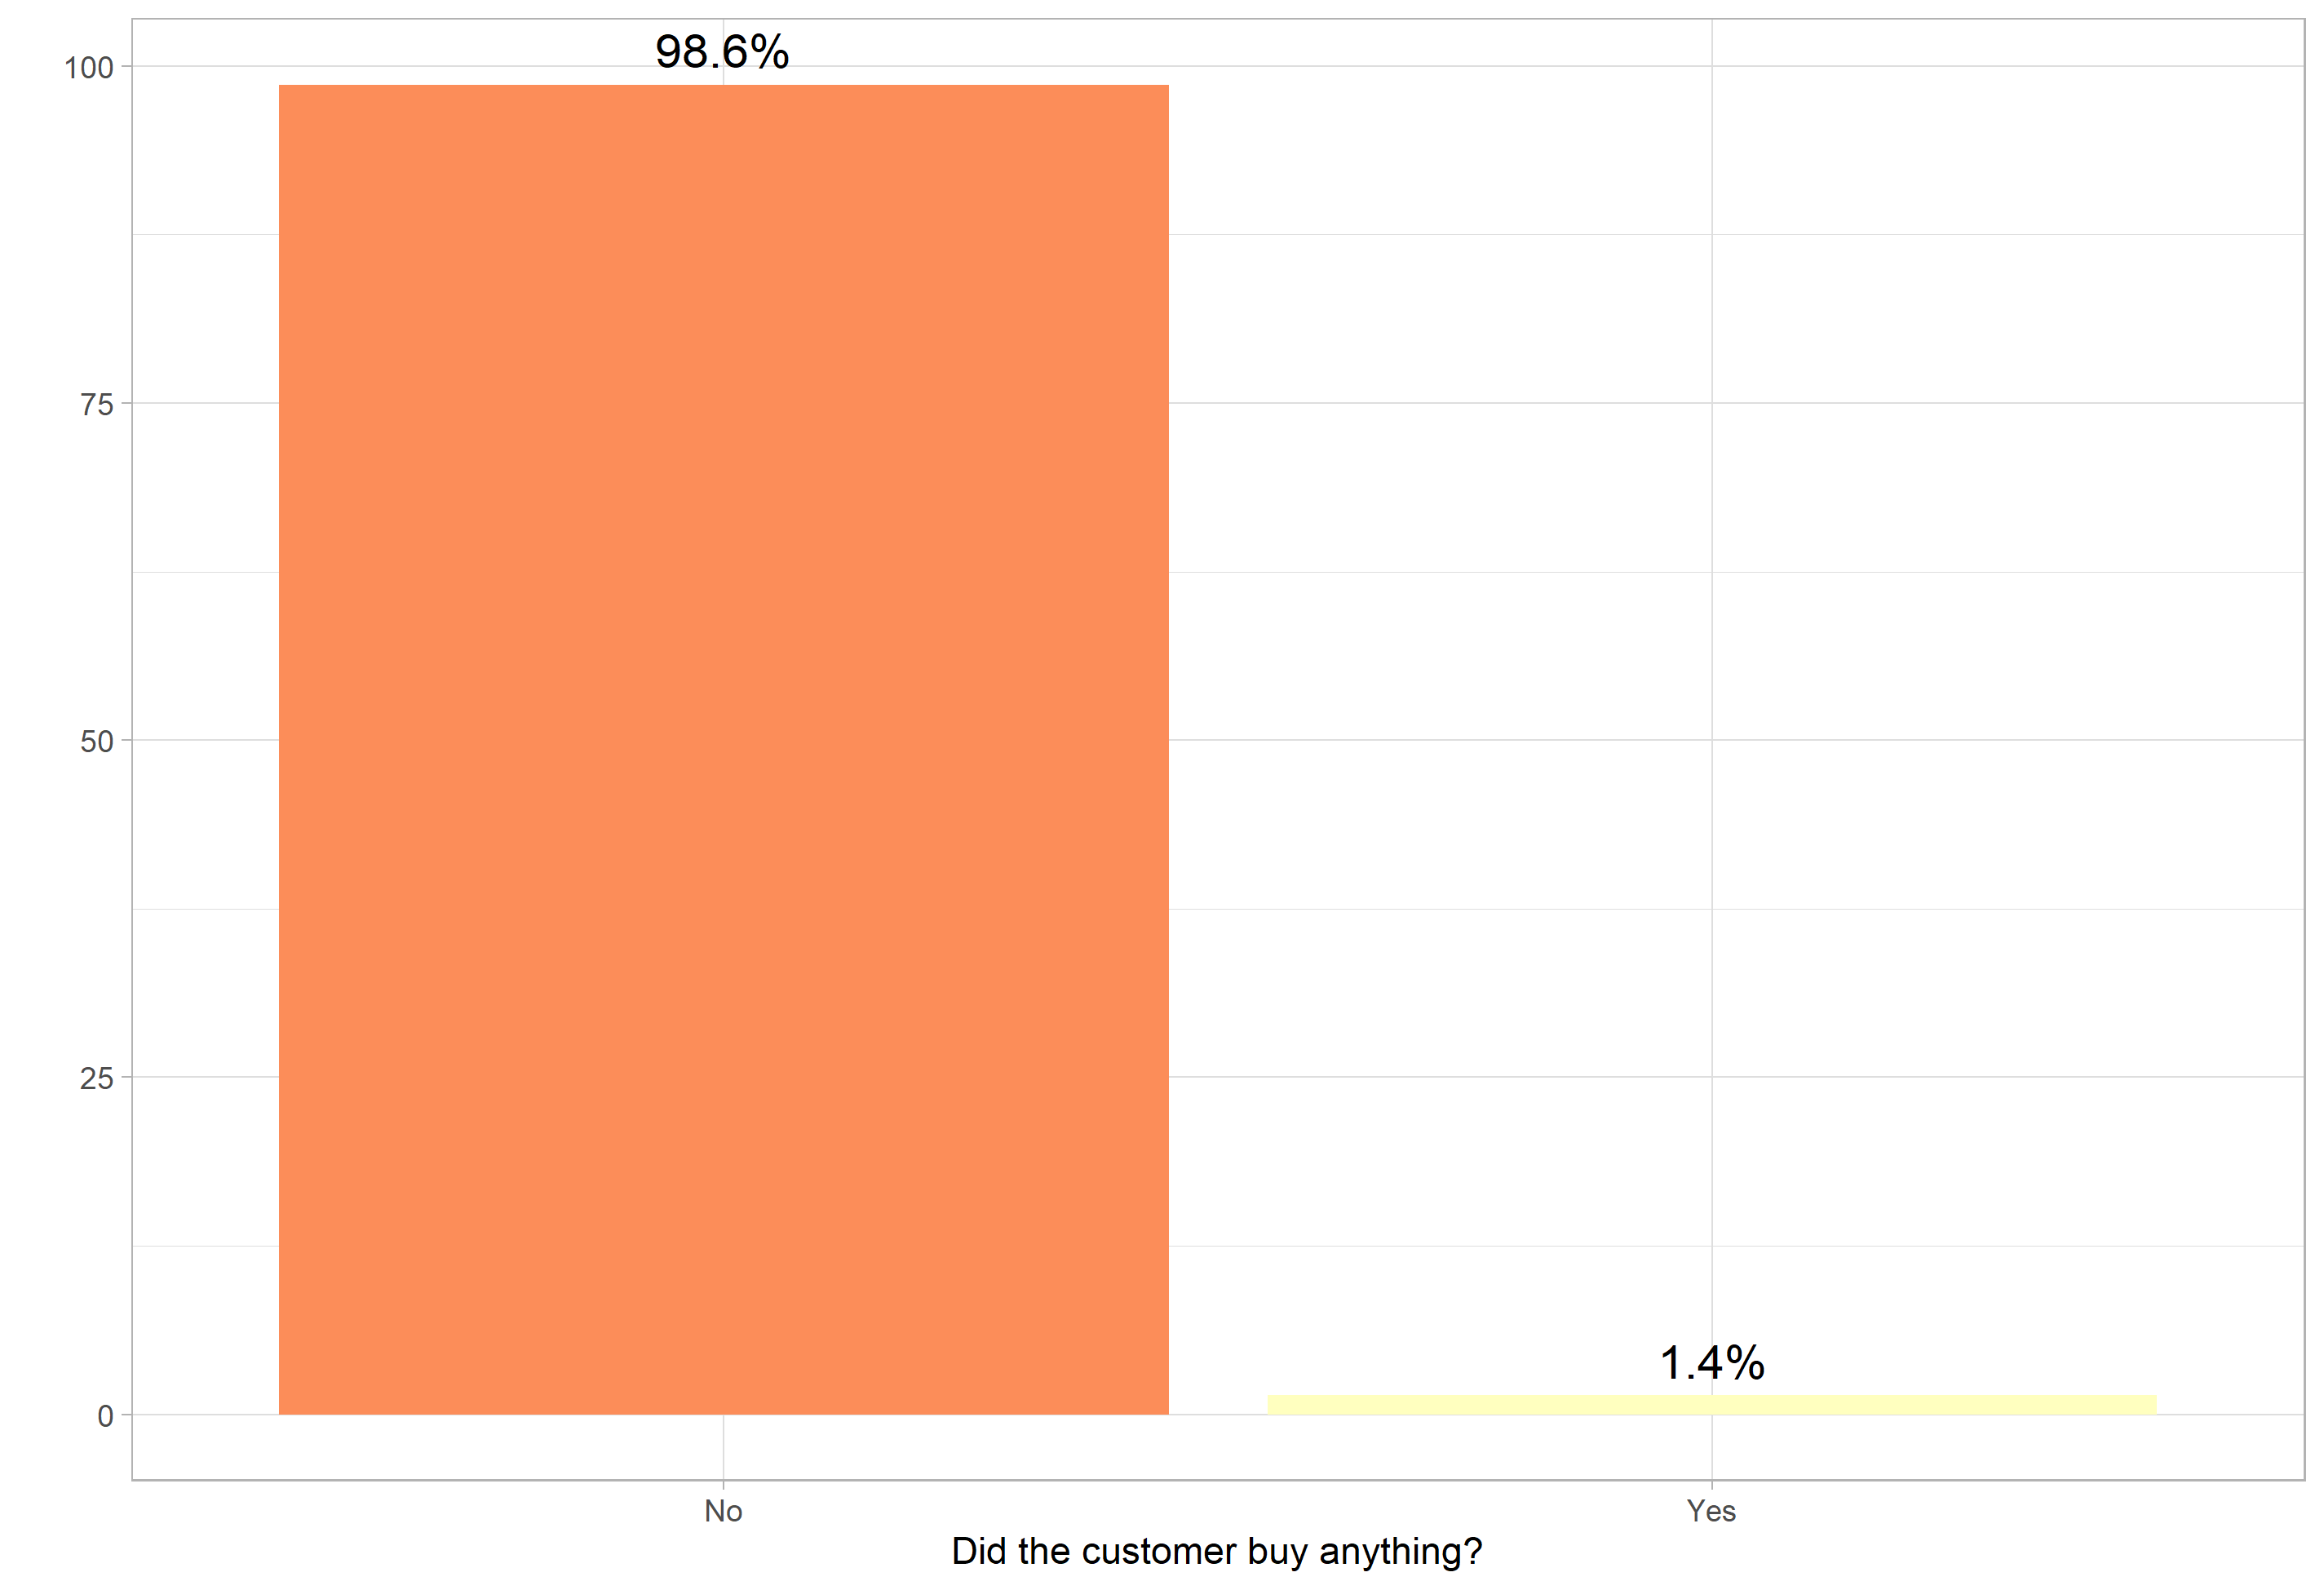 98.6%
100
75
50
25
1.4%
0
No
Yes
Did the customer buy anything?